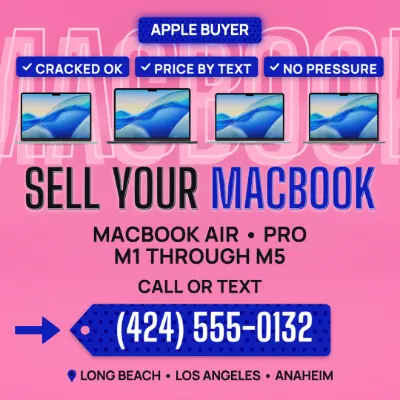 APPLE BUYER
✓ CRACKED OK ✓ PRICE BY TEXT ✓ NO PRESSURE
MACBOOK
SELL YOUR MACBOOK
MACBOOK AIR • PRO
M1 THROUGH M5
CALL OR TEXT
(424) 555-0132
LONG BEACH • LOS ANGELES • ANAHEIM